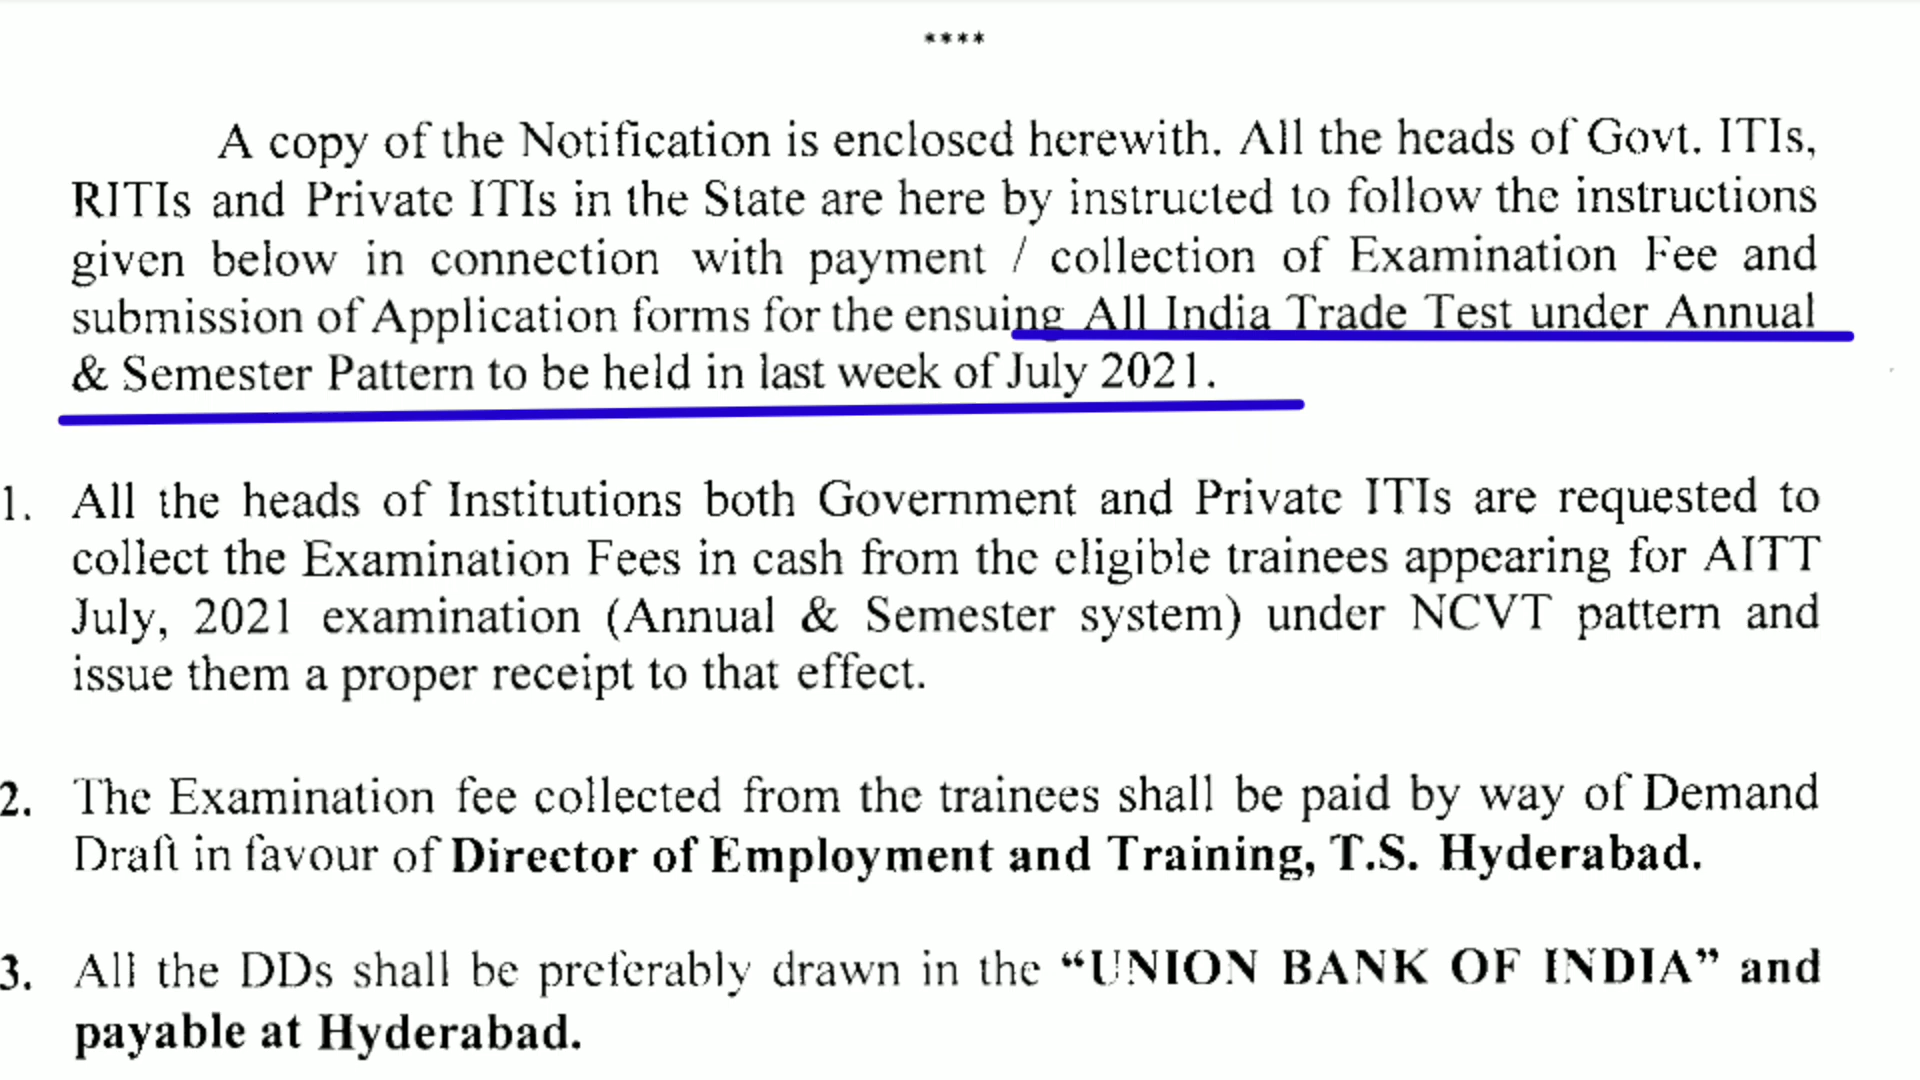 ****
A copy of the Notification is enclosed herewith. All the heads of Govt. ITIs,
RITIs and Private ITIs in the State are here by instructed to follow the instructions
given below in connection with payment / collection of Examination Fee and
submission of Application forms for the ensuing All India Trade Test under Annual
& Semester Pattern to be held in last week of July 2021.
1. All the heads of Institutions both Government and Private ITIs are requested to
collect the Examination Fees in cash from the eligible trainees appearing for AITT
July, 2021 examination (Annual & Semester system) under NCVT pattern and
issue them a proper receipt to that effect.
2. The Examination fee collected from the trainees shall be paid by way of Demand
Draft in favour of Director of Employment and Training, T.S. Hyderabad.
3. All the DDs shall be preferably drawn in the “UNION BANK OF INDIA” and
payable at Hyderabad.